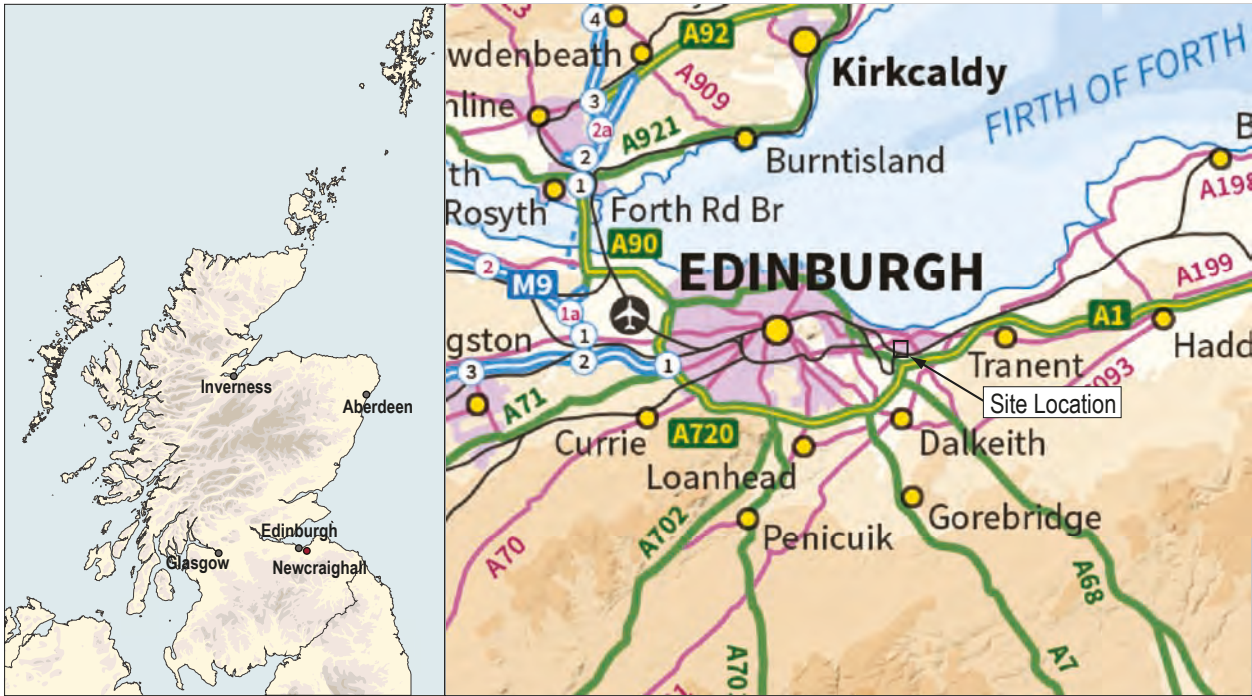 Inverness
Aberdeen
Edinburgh
Glasgow
Newcraighall
4
A92
wdenbeath
A909
Kirkcaldy
FIRTH OF FORTH
nline
3
2a
A921
2
Burntisland
th
1
Rosyth
Forth Rd Br
A198
A90
EDINBURGH
2
M9
A199
1a
1
A1
gston
2
3
1
Tranent
Hadd
093
Site Location
A71
Currie
A720
Dalkeith
Loanhead
A702
Gorebridge
Penicuik
A70
A68
A7
A70